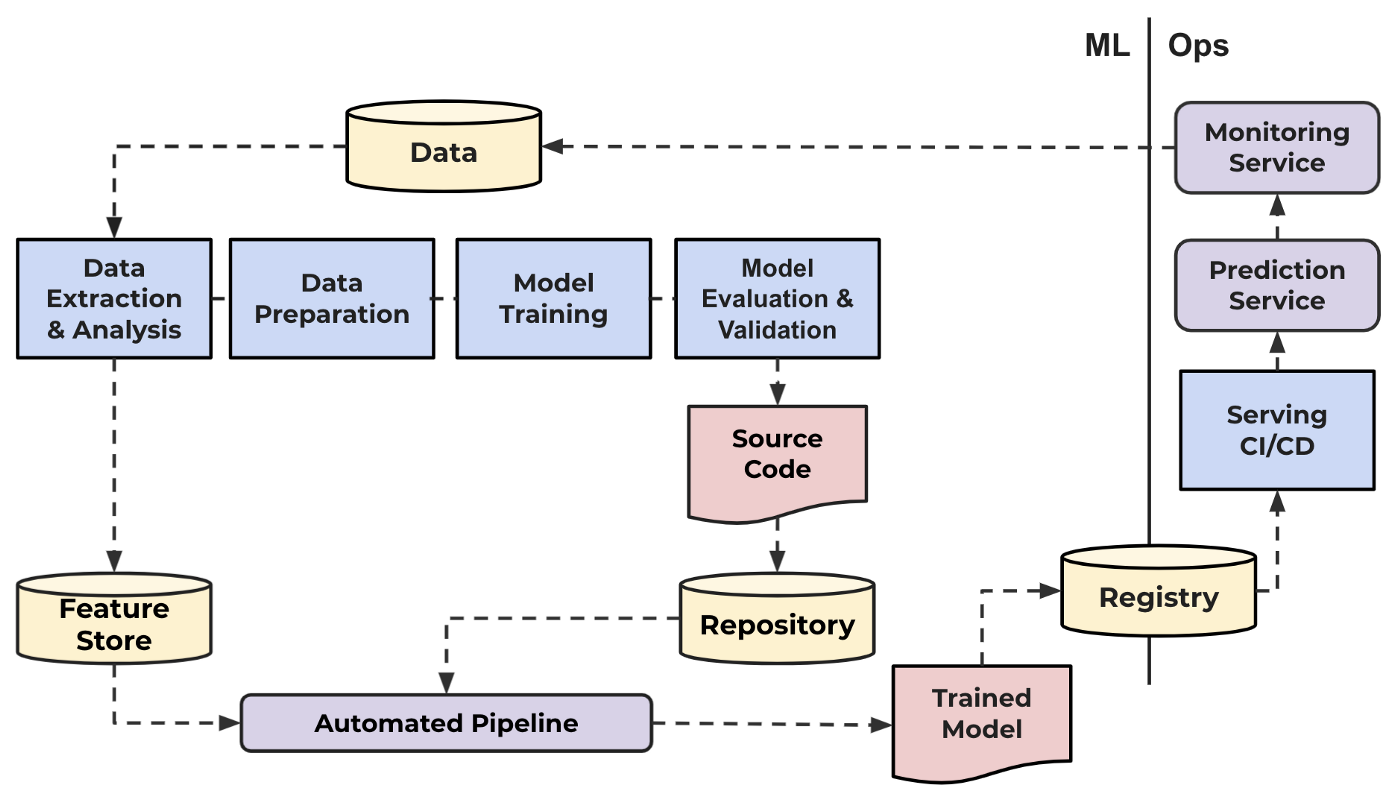 ML
Ops
Data
Monitoring
Service
Data
Extraction
& Analysis
Data
Preparation
Model
Training
Model
Evaluation &
Validation
Prediction
Service
Source
Code
Serving
CI/CD
Feature
Store
Repository
Registry
Automated Pipeline
Trained
Model